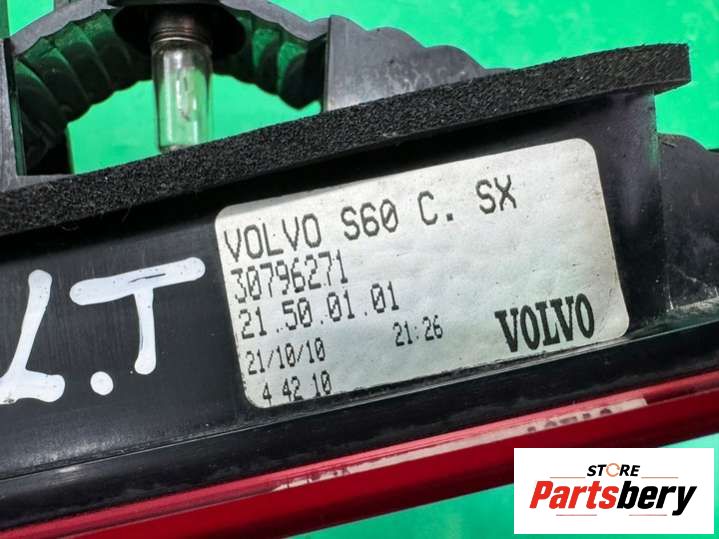 VOLVO S60 C. SX
30796271
21.50.01.01
21/10/10 21:26
4 42 10
VOLVO
L.T
STORE
Partsbery